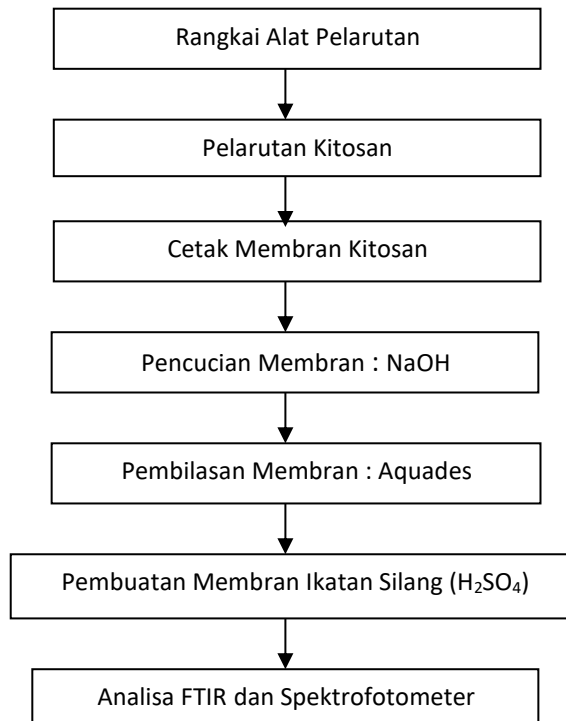 Rangkai Alat Pelarutan
Pelarutan Kitosan
Cetak Membran Kitosan
Pencucian Membran : NaOH
Pembilasan Membran : Aquades
Pembuatan Membran Ikatan Silang (H₂SO₄)
Analisa FTIR dan Spektrofotometer